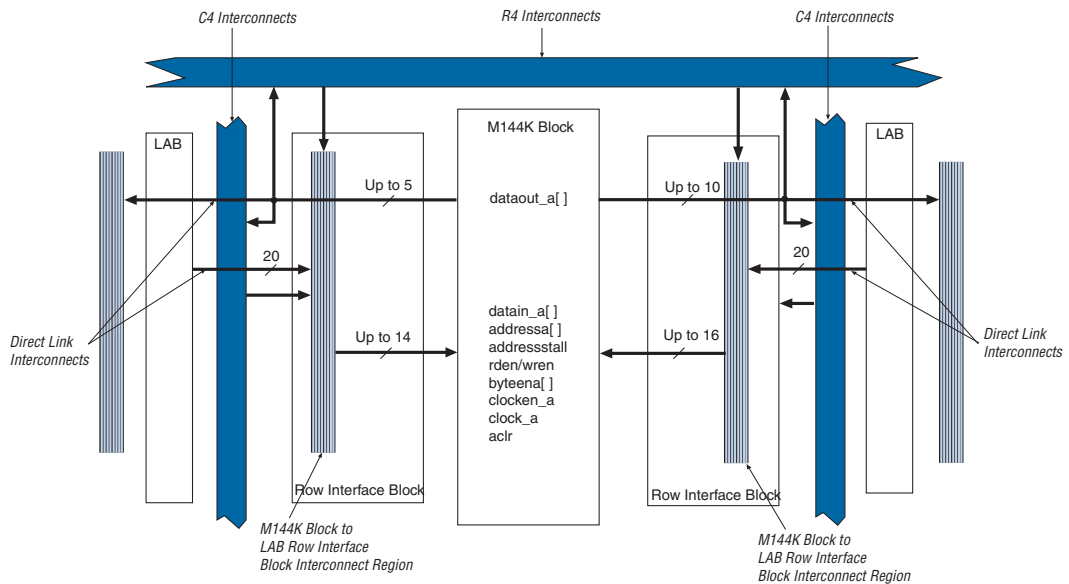 C4 Interconnects
R4 Interconnects
C4 Interconnects
LAB
M144K Block
LAB
Up to 5
dataout_a[ ]
Up to 10
20
20
datain_a[ ]
addressa[ ]
addressstall
rden/wren
byteena[ ]
clocken_a
clock_a
aclr
Up to 14
Up to 16
Direct Link
Interconnects
Direct Link
Interconnects
Row Interface Block
Row Interface Block
M144K Block to
LAB Row Interface
Block Interconnect Region
M144K Block to
LAB Row Interface
Block Interconnect Region